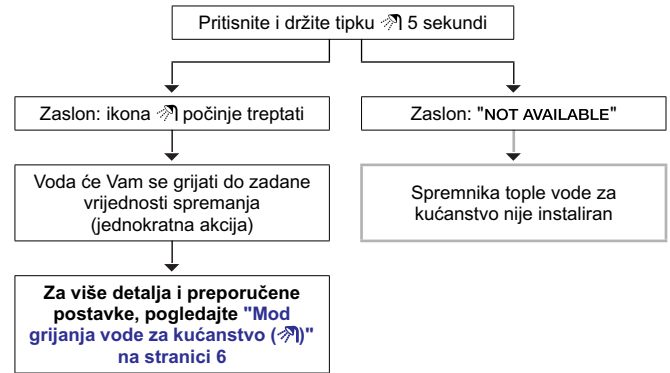 Pritisnite i držite tipku 5 sekundi
Zaslon: ikona počinje treptati
Zaslon: "NOT AVAILABLE"
Voda će Vam se grijati do zadane
vrijednosti spremanja
(jednokratna akcija)
Spremnika tople vode za
kućanstvo nije instaliran
Za više detalja i preporučene
postavke, pogledajte "Mod
grijanja vode za kućanstvo ()"
na stranici 6